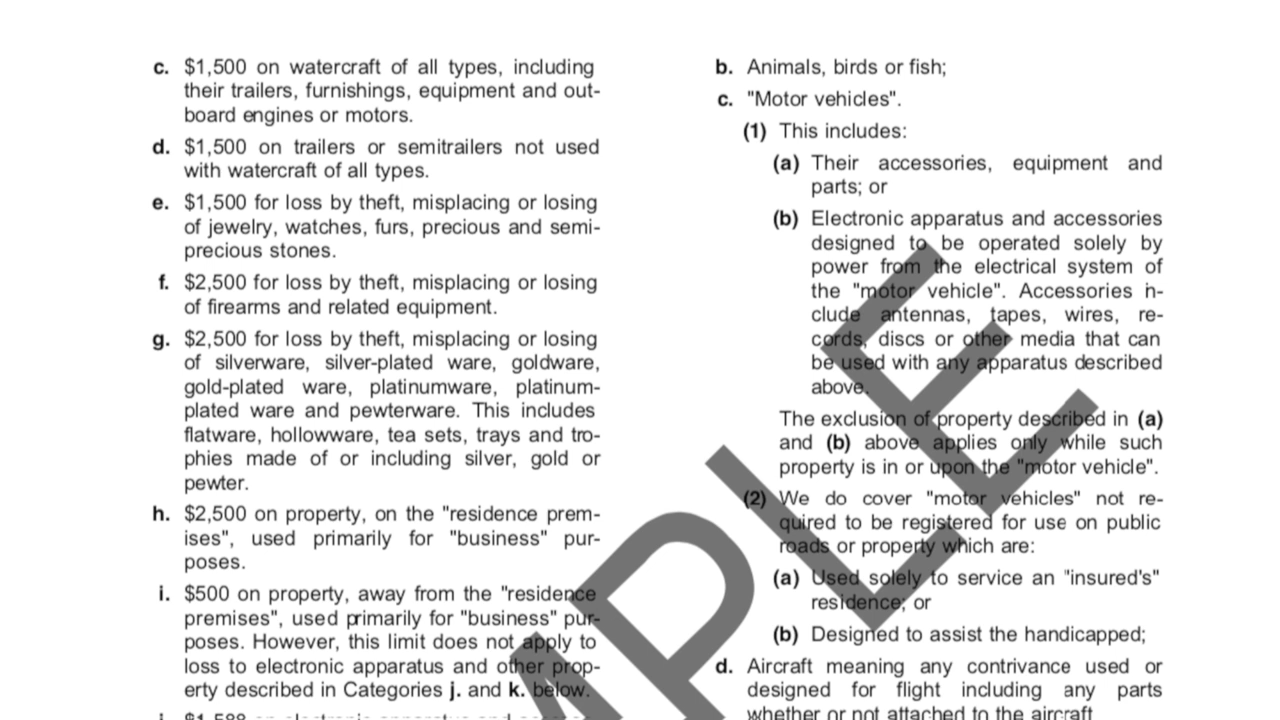 c. $1,500 on watercraft of all types, including
their trailers, furnishings, equipment and out-
board engines or motors.
d. $1,500 on trailers or semitrailers not used
with watercraft of all types.
e. $1,500 for loss by theft, misplacing or losing
of jewelry, watches, furs, precious and semi-
precious stones.
f. $2,500 for loss by theft, misplacing or losing
of firearms and related equipment.
g. $2,500 for loss by theft, misplacing or losing
of silverware, silver-plated ware, goldware,
gold-plated ware, platinumware, platinum-
plated ware and pewterware. This includes
flatware, hollowware, tea sets, trays and tro-
phies made of or including silver, gold or
pewter.
h. $2,500 on property, on the "residence prem-
ises", used primarily for "business" pur-
poses.
i. $500 on property, away from the "residence
premises", used primarily for "business" pur-
poses. However, this limit does not apply to
loss to electronic apparatus and other prop-
erty described in Categories j. and k. below.
b. Animals, birds or fish;
c. "Motor vehicles".
(1) This includes:
(a) Their accessories, equipment and
parts; or
(b) Electronic apparatus and accessories
designed to be operated solely by
power from the electrical system of
the "motor vehicle". Accessories in-
clude antennas, tapes, wires, re-
cords, discs or other media that can
be used with any apparatus described
above.
The exclusion of property described in (a)
and (b) above applies only while such
property is in or upon the "motor vehicle".
(2) We do cover "motor vehicles" not re-
quired to be registered for use on public
roads or property which are:
(a) Used solely to service an "insured's"
residence; or
(b) Designed to assist the handicapped;
d. Aircraft meaning any contrivance used or
designed for flight including any parts
whether or not attached to the aircraft
MPLE